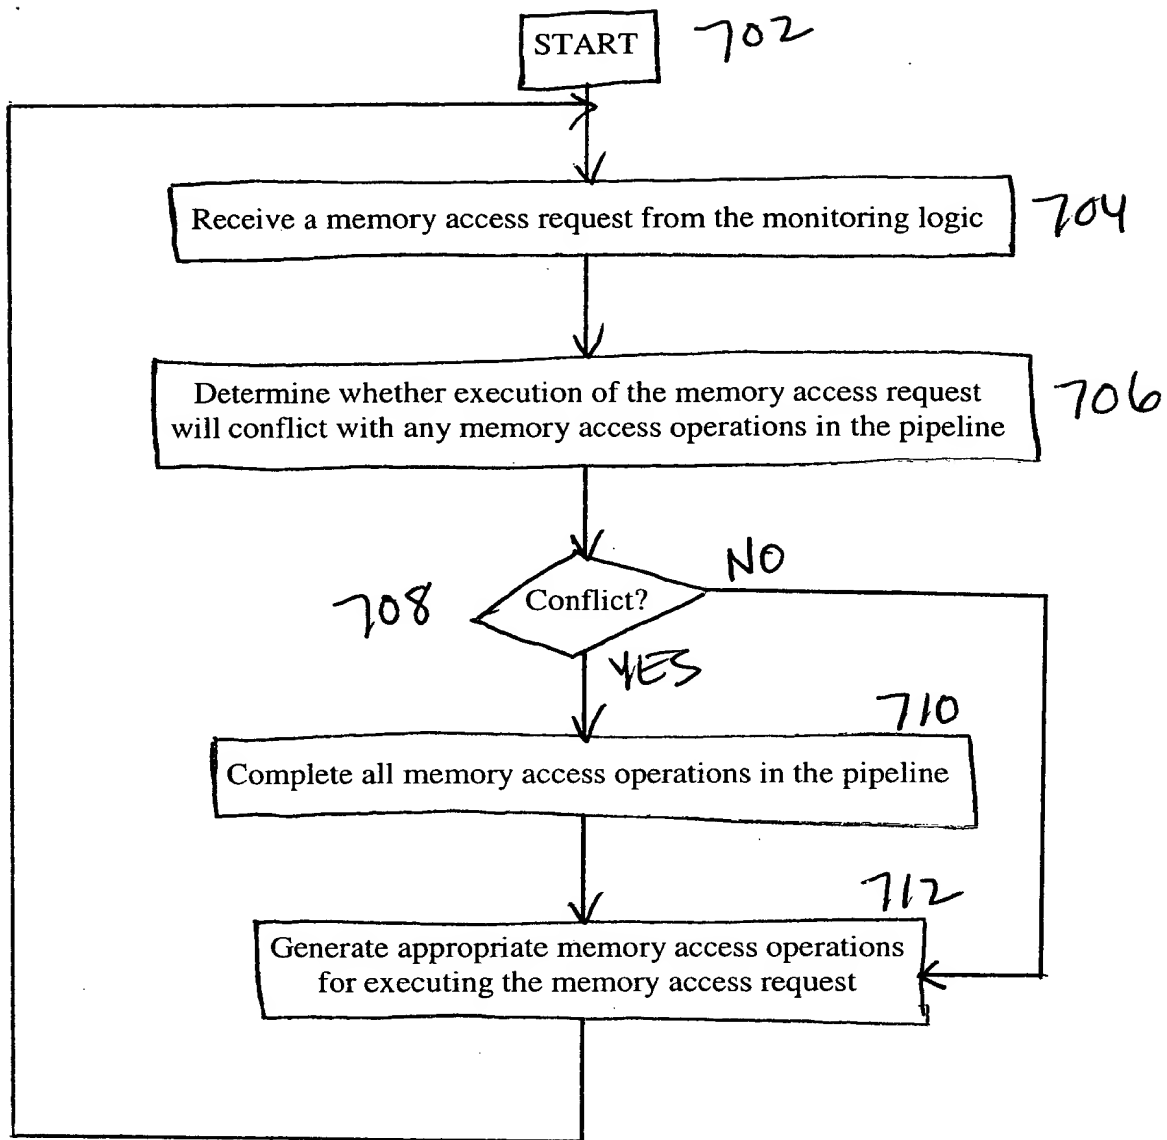 START 702
Receive a memory access request from the monitoring logic 704
Determine whether execution of the memory access request
will conflict with any memory access operations in the pipeline 706
708 Conflict? NO
YES
710
Complete all memory access operations in the pipeline
712
Generate appropriate memory access operations
for executing the memory access request